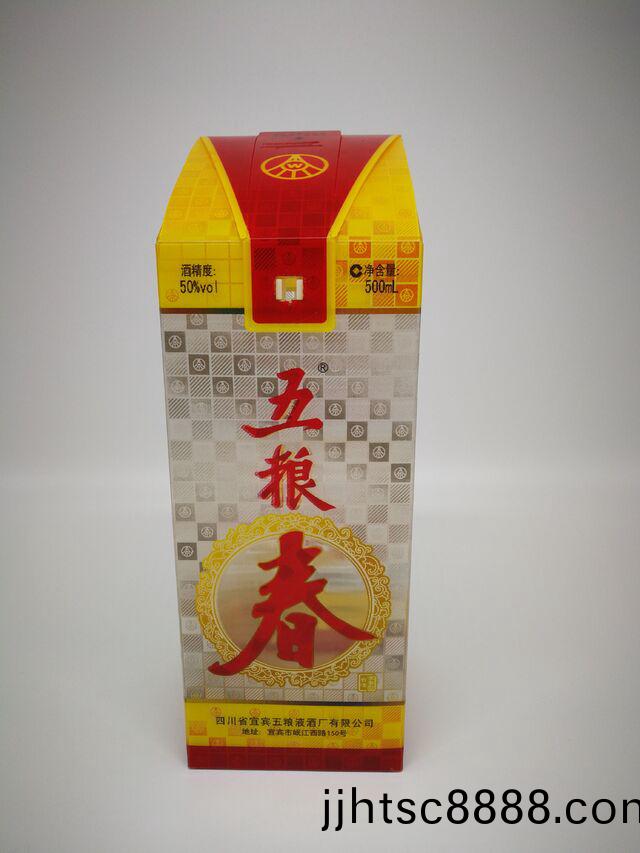 W
酒精度:
50%vol
净含量:
500mL
五®
粮
春
四川省宜宾五粮液酒厂有限公司
地址: 宜宾市岷江西路150号
jjhtsc8888.com